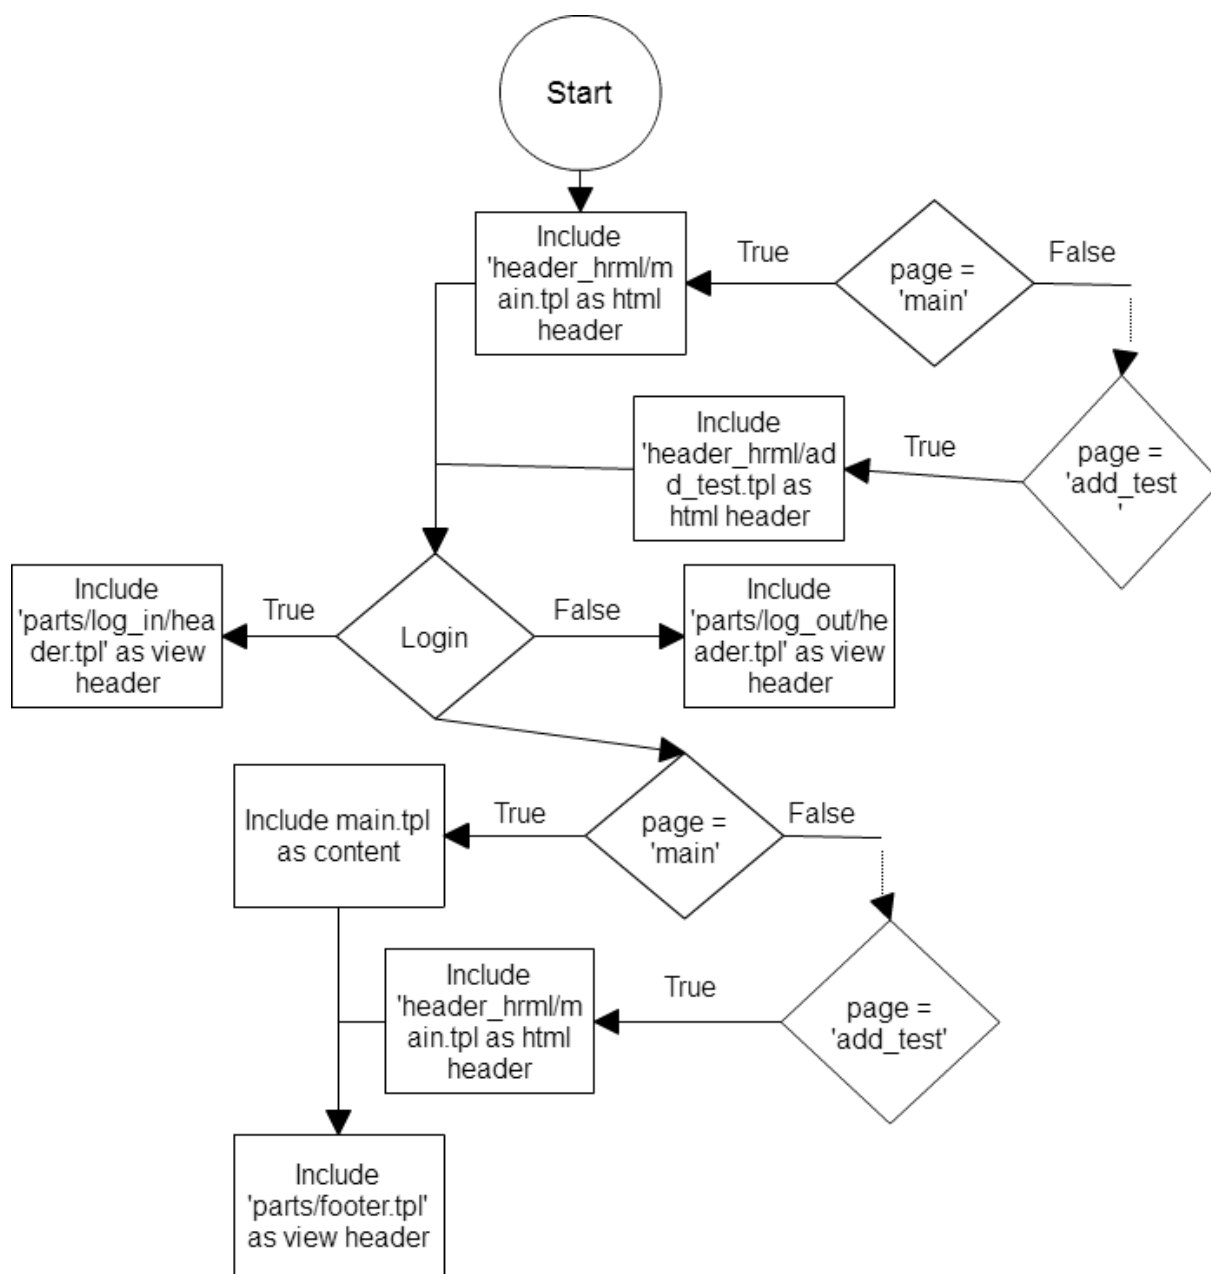 Start
Include
'header_hrml/m
ain.tpl as html
header
True
page =
'main'
False
Include
'header_hrml/ad
d_test.tpl as
html header
True
page =
'add_test
'
Include
'parts/log_in/hea
der.tpl' as view
header
True
Login
False
Include
'parts/log_out/he
ader.tpl' as view
header
Include main.tpl
as content
True
page =
'main'
False
Include
'header_hrml/m
ain.tpl as html
header
True
page =
'add_test'
Include
'parts/footer.tpl'
as view header